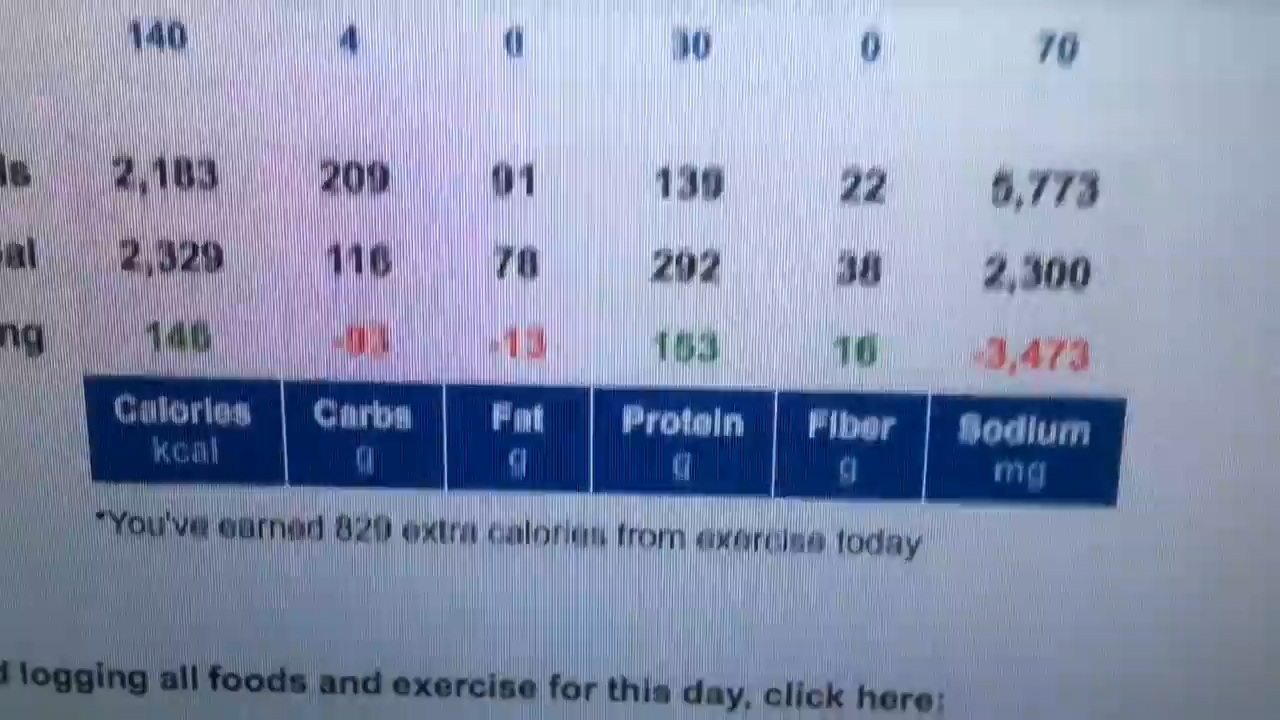 140 4 0 30 0 70
ls 2,183 209 91 139 22 5,773
al 2,329 116 78 292 38 2,300
ng 146 -93 -13 153 16 -3,473
Calories Carbs Fat Protein Fiber Sodium
kcal g g g g mg
*You've earned 829 extra calories from exercise today
d logging all foods and exercise for this day, click here: